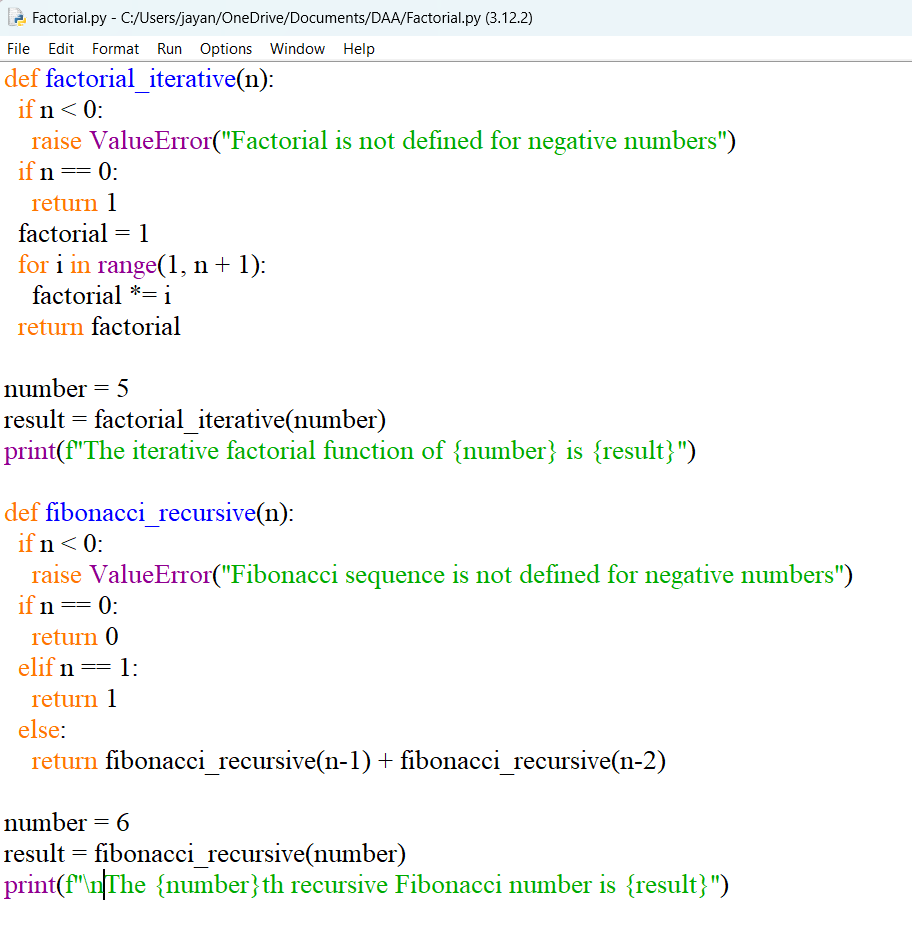 Factorial.py - C:/Users/jayan/OneDrive/Documents/DAA/Factorial.py (3.12.2)
File Edit Format Run Options Window Help
def factorial_iterative(n):
  if n < 0:
    raise ValueError("Factorial is not defined for negative numbers")
  if n == 0:
    return 1
  factorial = 1
  for i in range(1, n + 1):
    factorial *= i
  return factorial

number = 5
result = factorial_iterative(number)
print(f"The iterative factorial function of {number} is {result}")

def fibonacci_recursive(n):
  if n < 0:
    raise ValueError("Fibonacci sequence is not defined for negative numbers")
  if n == 0:
    return 0
  elif n == 1:
    return 1
  else:
    return fibonacci_recursive(n-1) + fibonacci_recursive(n-2)

number = 6
result = fibonacci_recursive(number)
print(f"\nThe {number}th recursive Fibonacci number is {result}")